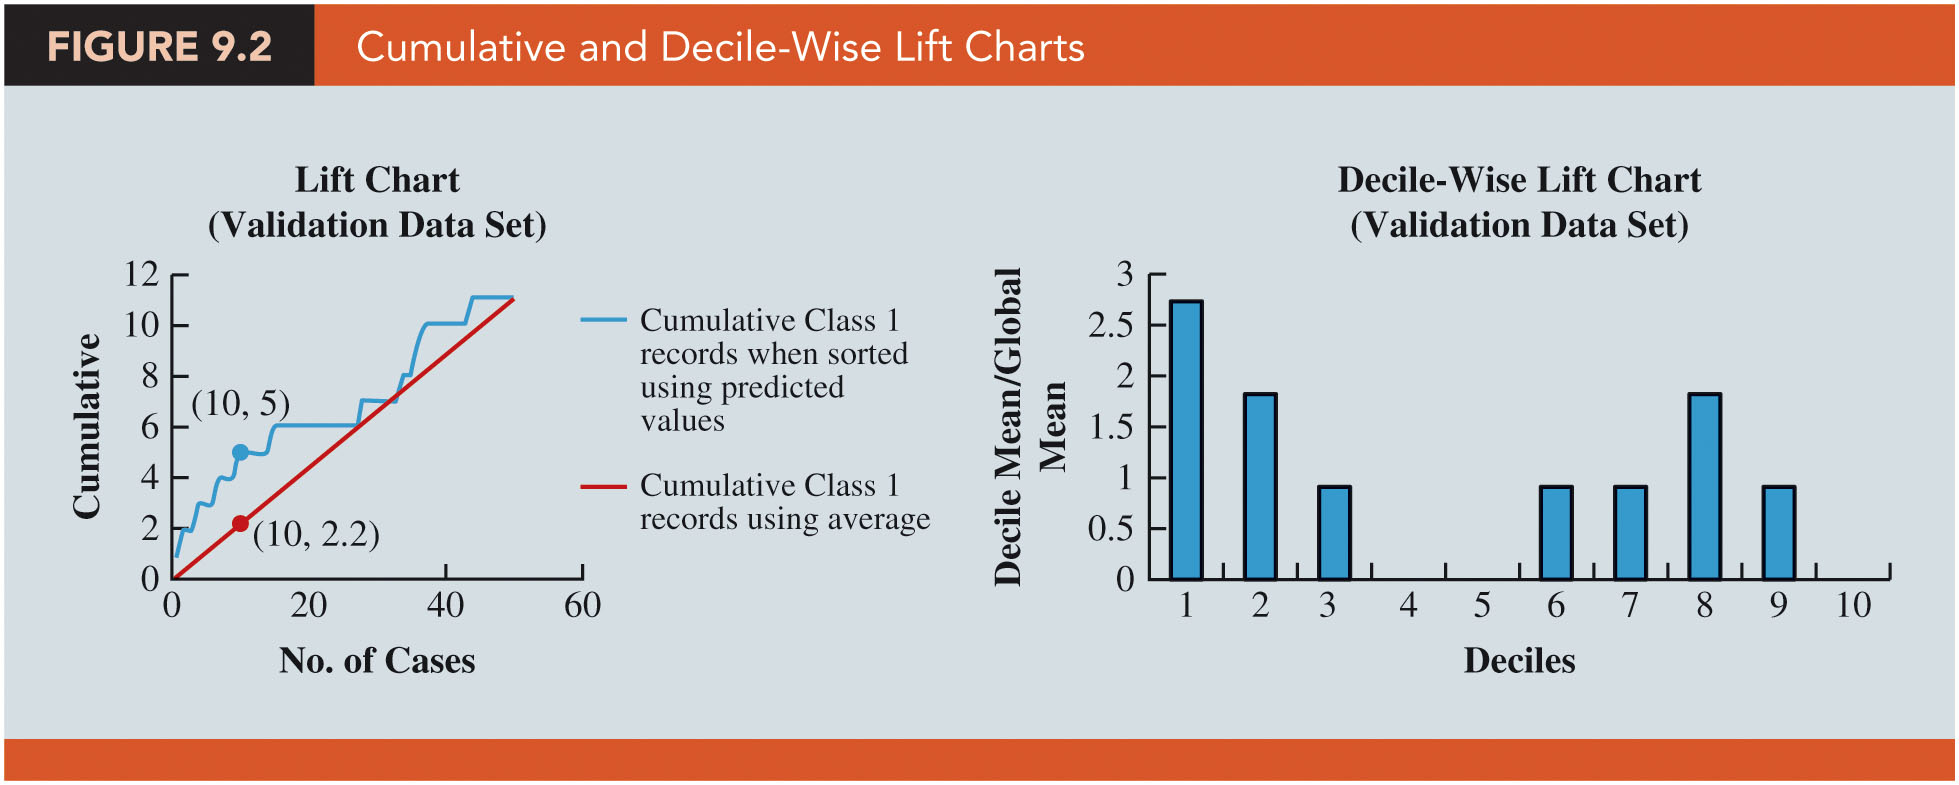 FIGURE 9.2
Cumulative and Decile-Wise Lift Charts
Lift Chart
(Validation Data Set)
12
10
8
6
4
2
0
Cumulative
(10, 5)
(10, 2.2)
0 20 40 60
No. of Cases
Cumulative Class 1
records when sorted
using predicted
values
Cumulative Class 1
records using average
Decile-Wise Lift Chart
(Validation Data Set)
Decile Mean/Global
Mean
3
2.5
2
1.5
1
0.5
0
1 2 3 4 5 6 7 8 9 10
Deciles